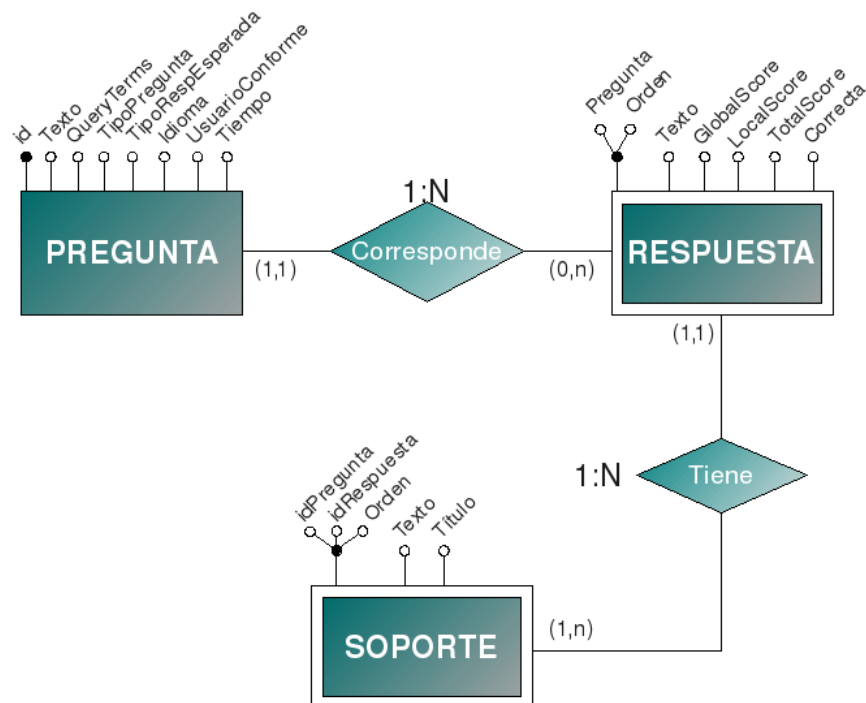 id
Texto
QueryTerms
TipoPregunta
TipoRespEsperada
Idioma
UsuarioConforme
Tiempo
Pregunta
Orden
Texto
GlobalScore
LocalScore
TotalScore
Correcta
PREGUNTA
(1,1)
1:N
Corresponde
(0,n)
RESPUESTA
(1,1)
1:N
Tiene
idPregunta
idRespuesta
Orden
Texto
Título
SOPORTE
(1,n)